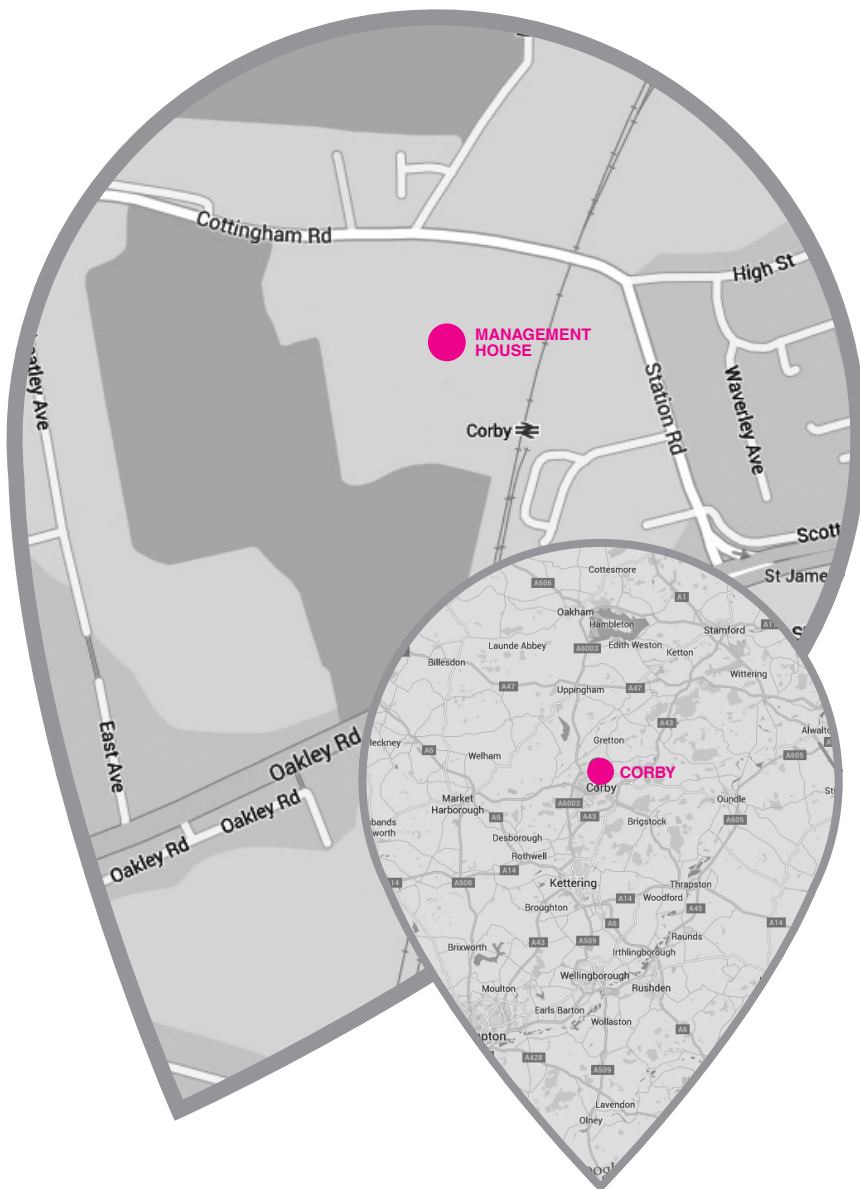 Cottingham Rd
High St
MANAGEMENT
HOUSE
Station Rd
Waverley Ave
Corby
East Ave
Oakley Rd
Oakley Rd
Oakley Rd
Cottesmore
A606
A1
Oakham
Hambleton
Stamford
A6003
Edith Weston
Launde Abbey
Ketton
Billesdon
Wittering
A47
Uppingham
A47
A43
Gretton
A6
Welham
A605
CORBY
Corby
Market
Harborough
A6003
Oundle
A6
A43
Brigstock
A605
Desborough
Rothwell
A14
Kettering
A508
Thrapston
A14
Woodford
Broughton
A45
A6
A14
A43
A509
Raunds
Brixworth
Irthlingborough
Wellingborough
Moulton
Rushden
Earls Barton
Wollaston
A6
A428
A509
Lavendon
Olney